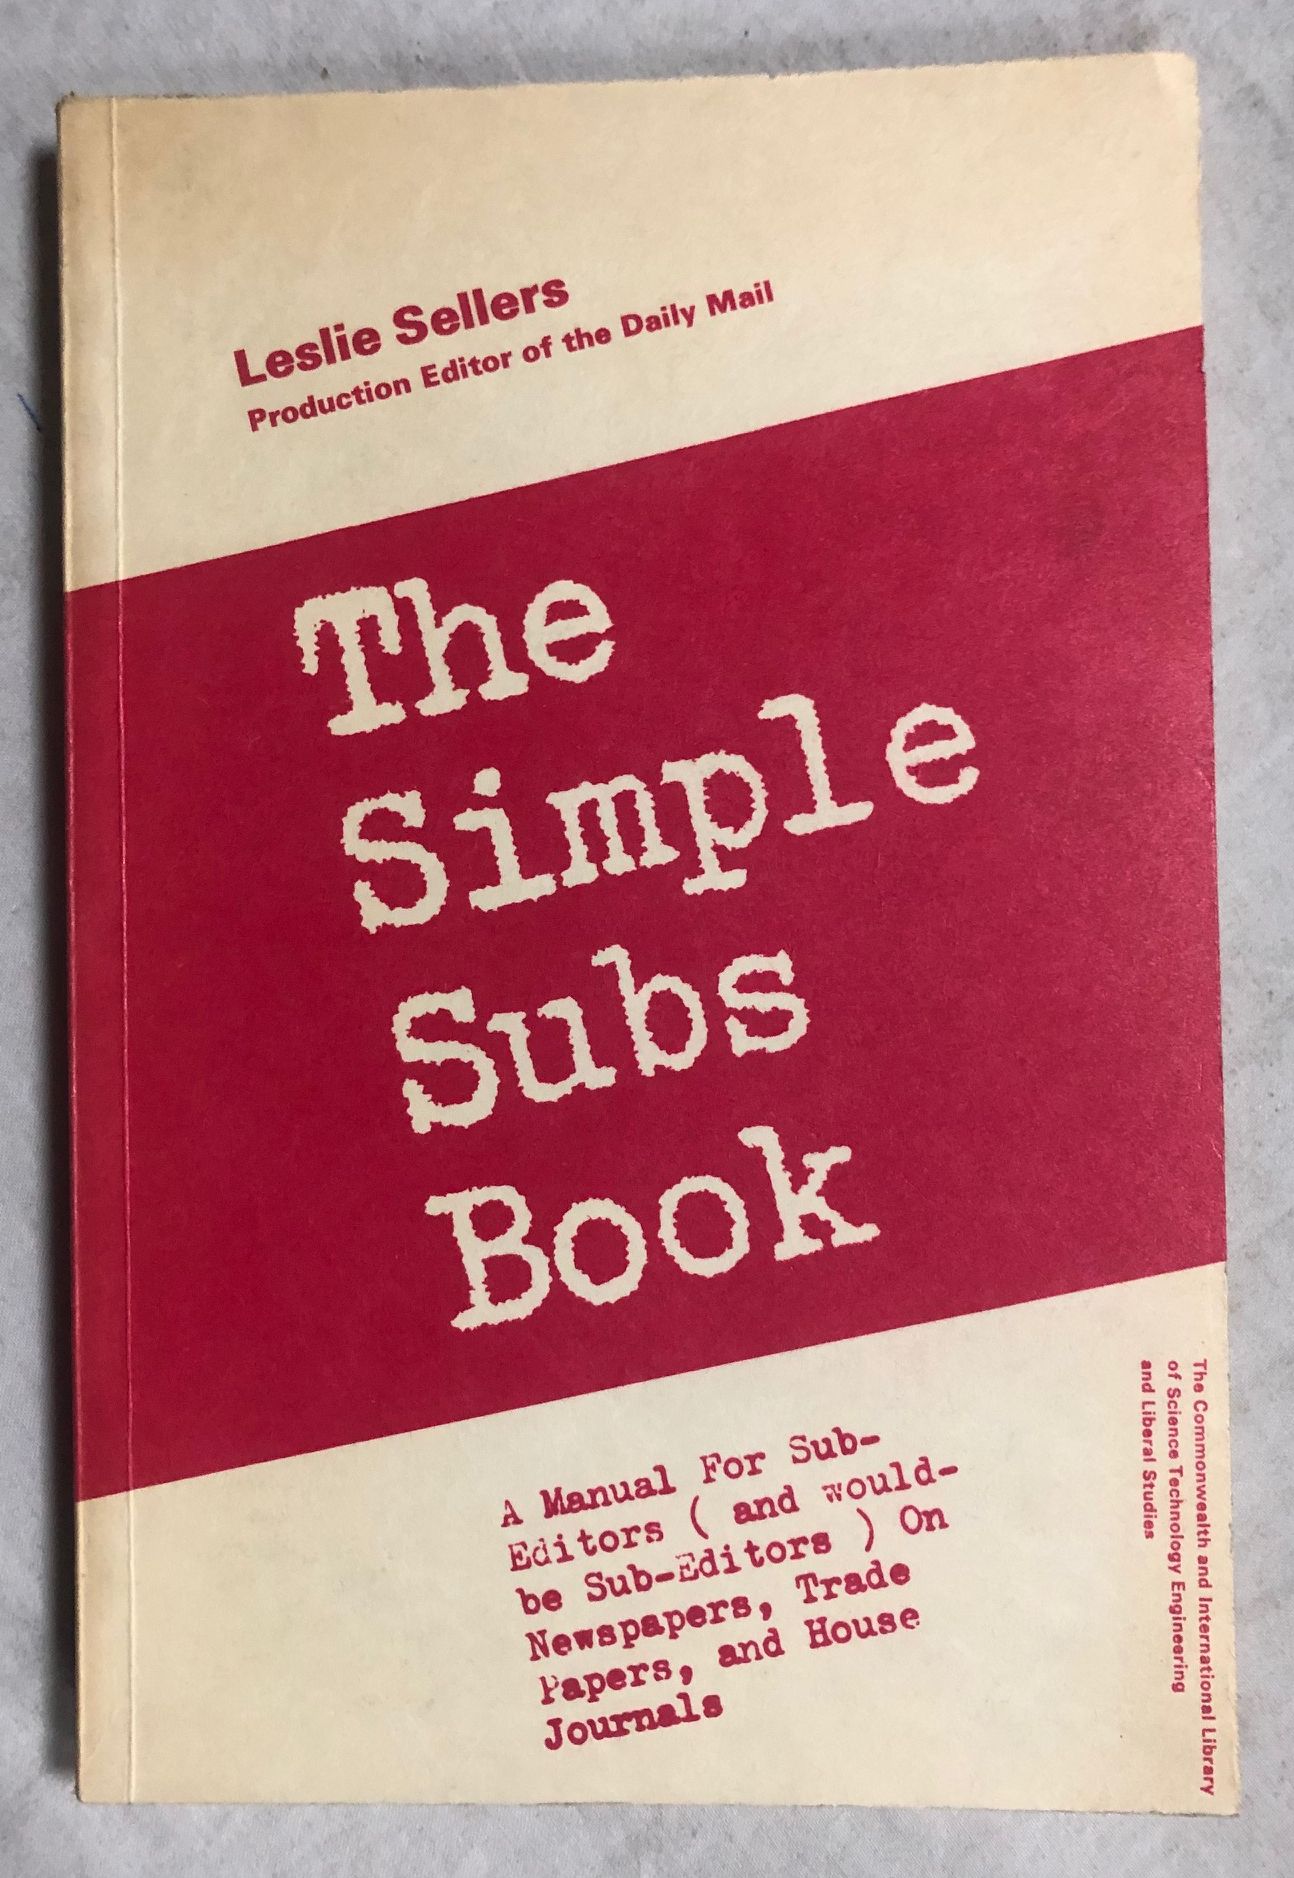 Leslie Sellers
Production Editor of the Daily Mail
The
Simple
Subs
Book
A Manual For Sub-
Editors ( and would-
be Sub-Editors ) On
Newspapers, Trade
Papers, and House
Journals
The Commonwealth and International Library
of Science Technology Engineering
and Liberal Studies